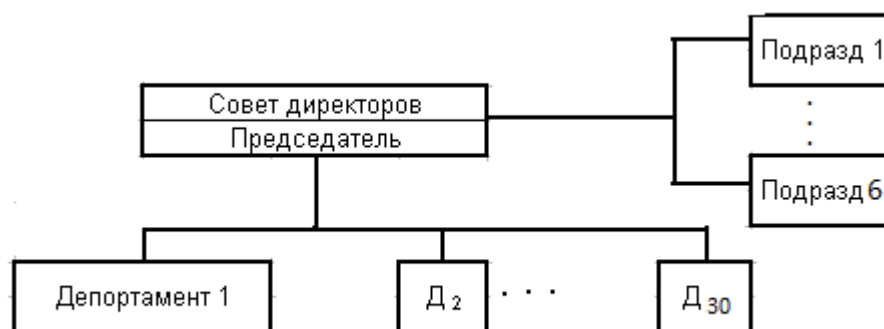 Подразд 1
Совет директоров
Председатель
Подразд 6
Депортамент 1
Д 2
. . .
Д 30